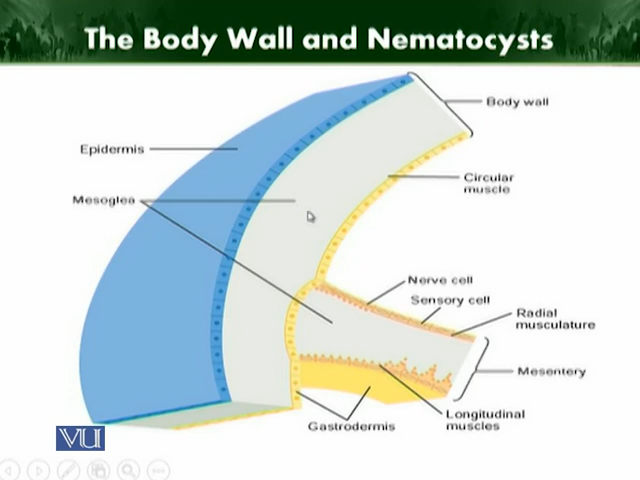 The Body Wall and Nematocysts
Body wall
Epidermis
Circular
muscle
Mesoglea
Nerve cell
Sensory cell
Radial
musculature
Mesentery
Longitudinal
muscles
Gastrodermis
VU